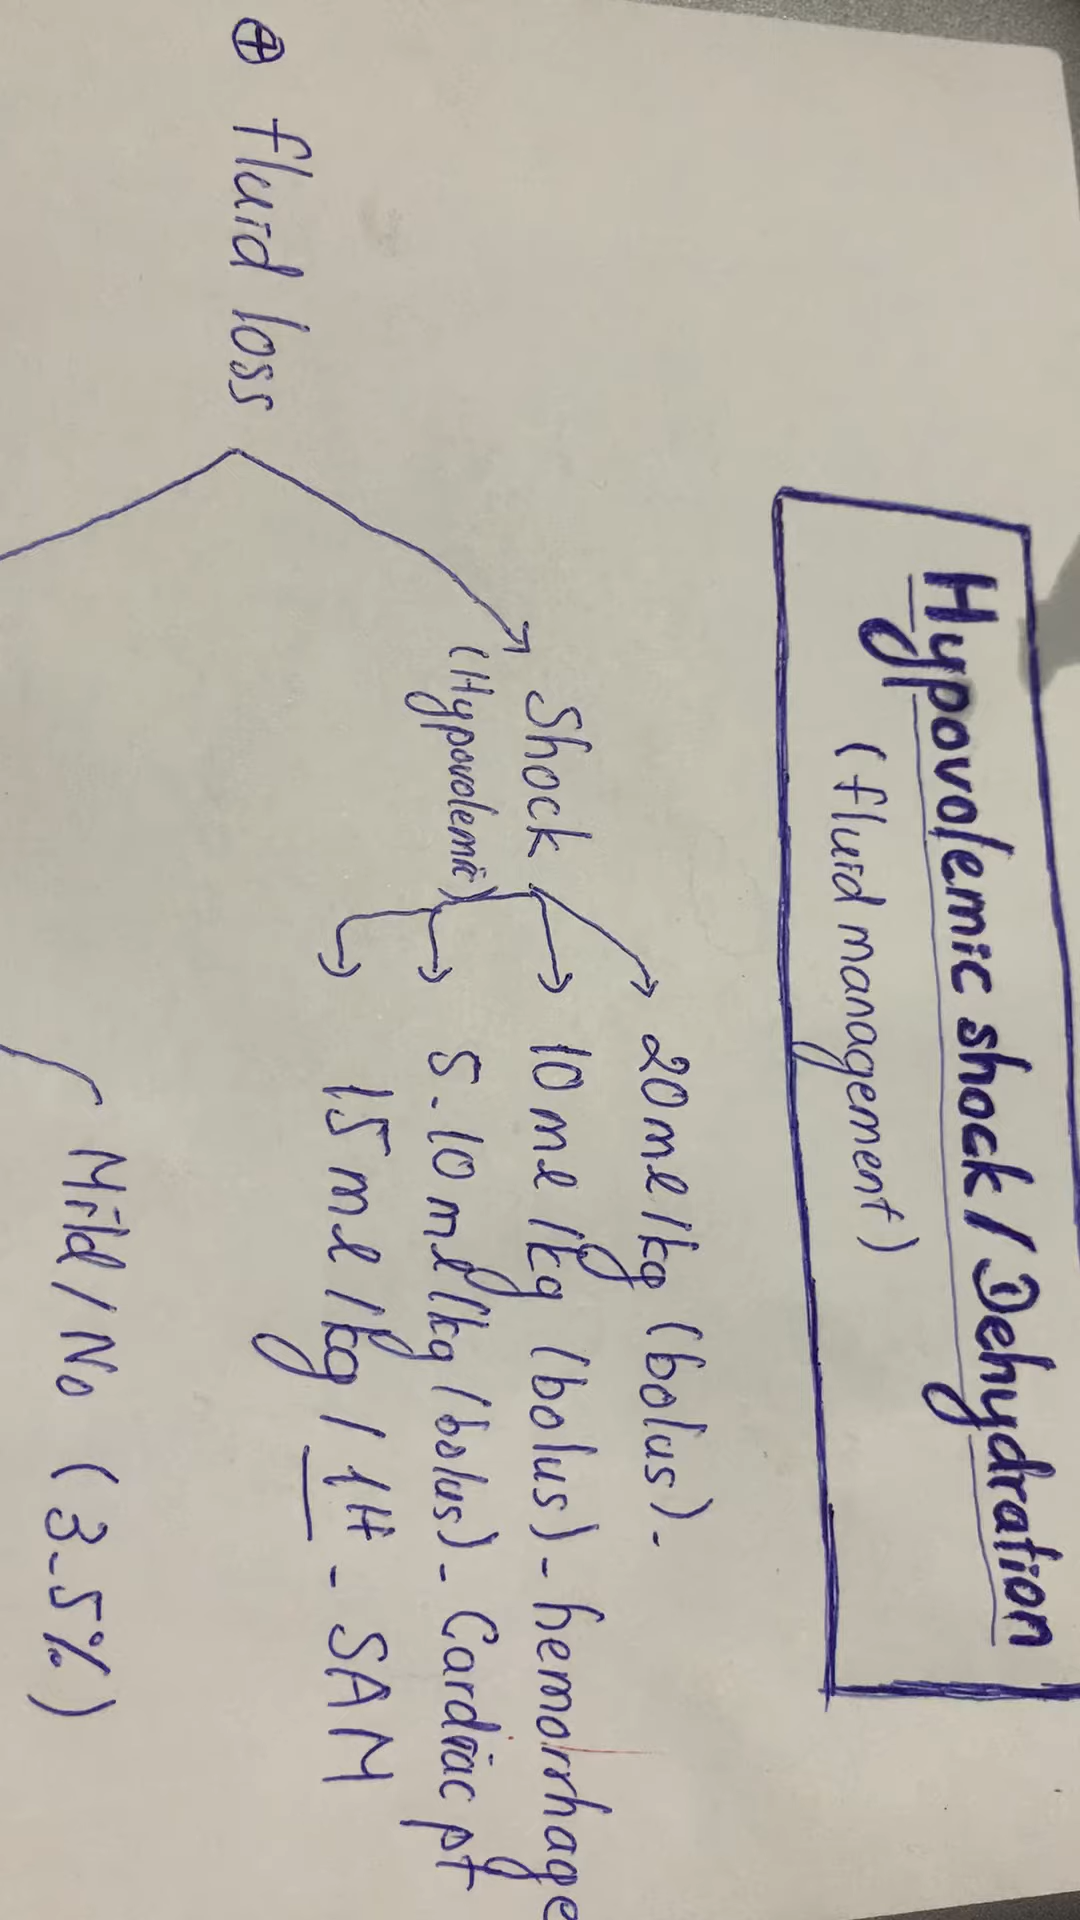 Hypovolemic shock / Dehydration
(fluid management)
20 ml/kg (bolus) -
Shock
10 ml/kg (bolus) - hemorrhage
(Hypovolemic)
5-10 ml/kg (bolus) - Cardiac pt
15 ml/kg / 1H - SAM
⊕ fluid loss
Mild / No (3-5%)